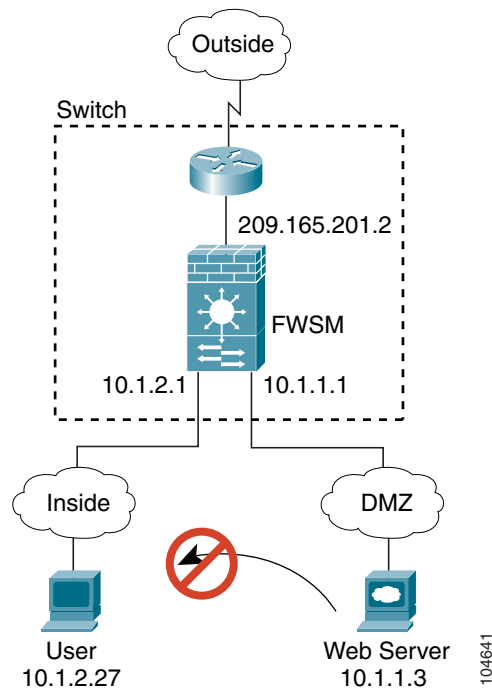 Outside
Switch
209.165.201.2
FWSM
10.1.2.1
10.1.1.1
Inside
DMZ
User
10.1.2.27
Web Server
10.1.1.3
104641